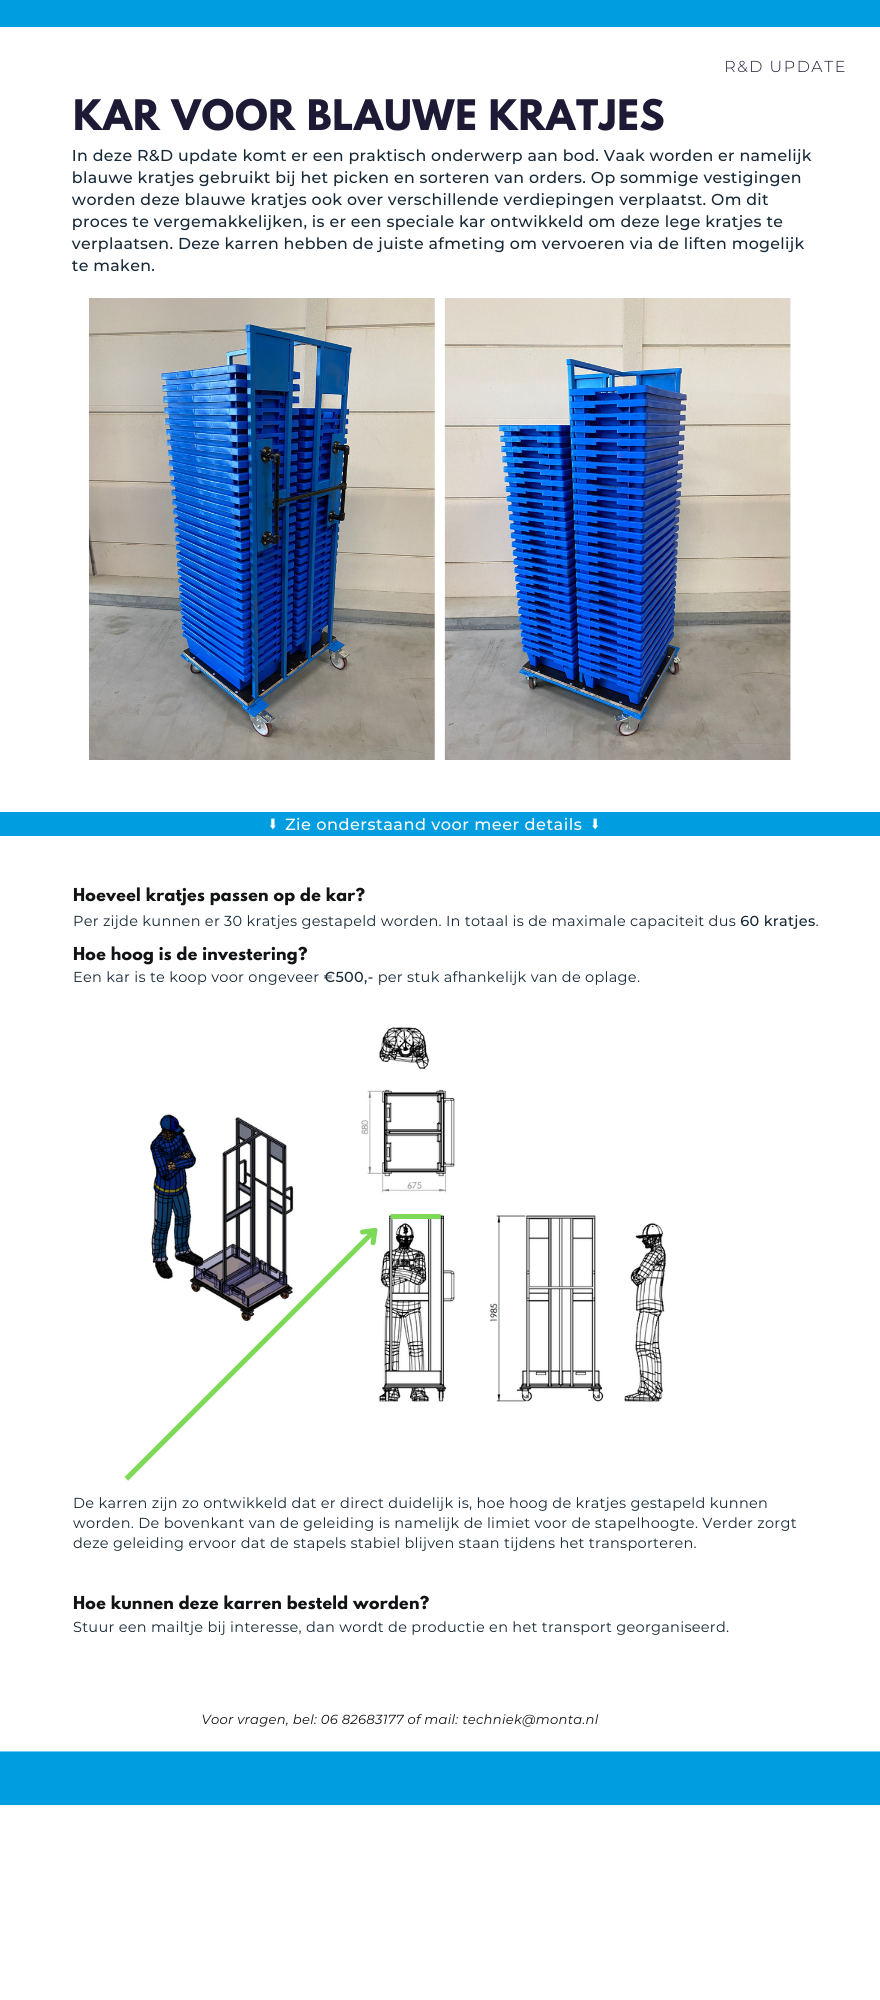 R&D UPDATE
KAR VOOR BLAUWE KRATJES
In deze R&D update komt er een praktisch onderwerp aan bod. Vaak worden er namelijk
blauwe kratjes gebruikt bij het picken en sorteren van orders. Op sommige vestigingen
worden deze blauwe kratjes ook over verschillende verdiepingen verplaatst. Om dit
proces te vergemakkelijken, is er een speciale kar ontwikkeld om deze lege kratjes te
verplaatsen. Deze karren hebben de juiste afmeting om vervoeren via de liften mogelijk
te maken.
⬇ Zie onderstaand voor meer details ⬇
Hoeveel kratjes passen op de kar?
Per zijde kunnen er 30 kratjes gestapeld worden. In totaal is de maximale capaciteit dus 60 kratjes.
Hoe hoog is de investering?
Een kar is te koop voor ongeveer €500,- per stuk afhankelijk van de oplage.
880
675
1985
De karren zijn zo ontwikkeld dat er direct duidelijk is, hoe hoog de kratjes gestapeld kunnen
worden. De bovenkant van de geleiding is namelijk de limiet voor de stapelhoogte. Verder zorgt
deze geleiding ervoor dat de stapels stabiel blijven staan tijdens het transporteren.
Hoe kunnen deze karren besteld worden?
Stuur een mailtje bij interesse, dan wordt de productie en het transport georganiseerd.
Voor vragen, bel: 06 82683177 of mail: techniek@monta.nl